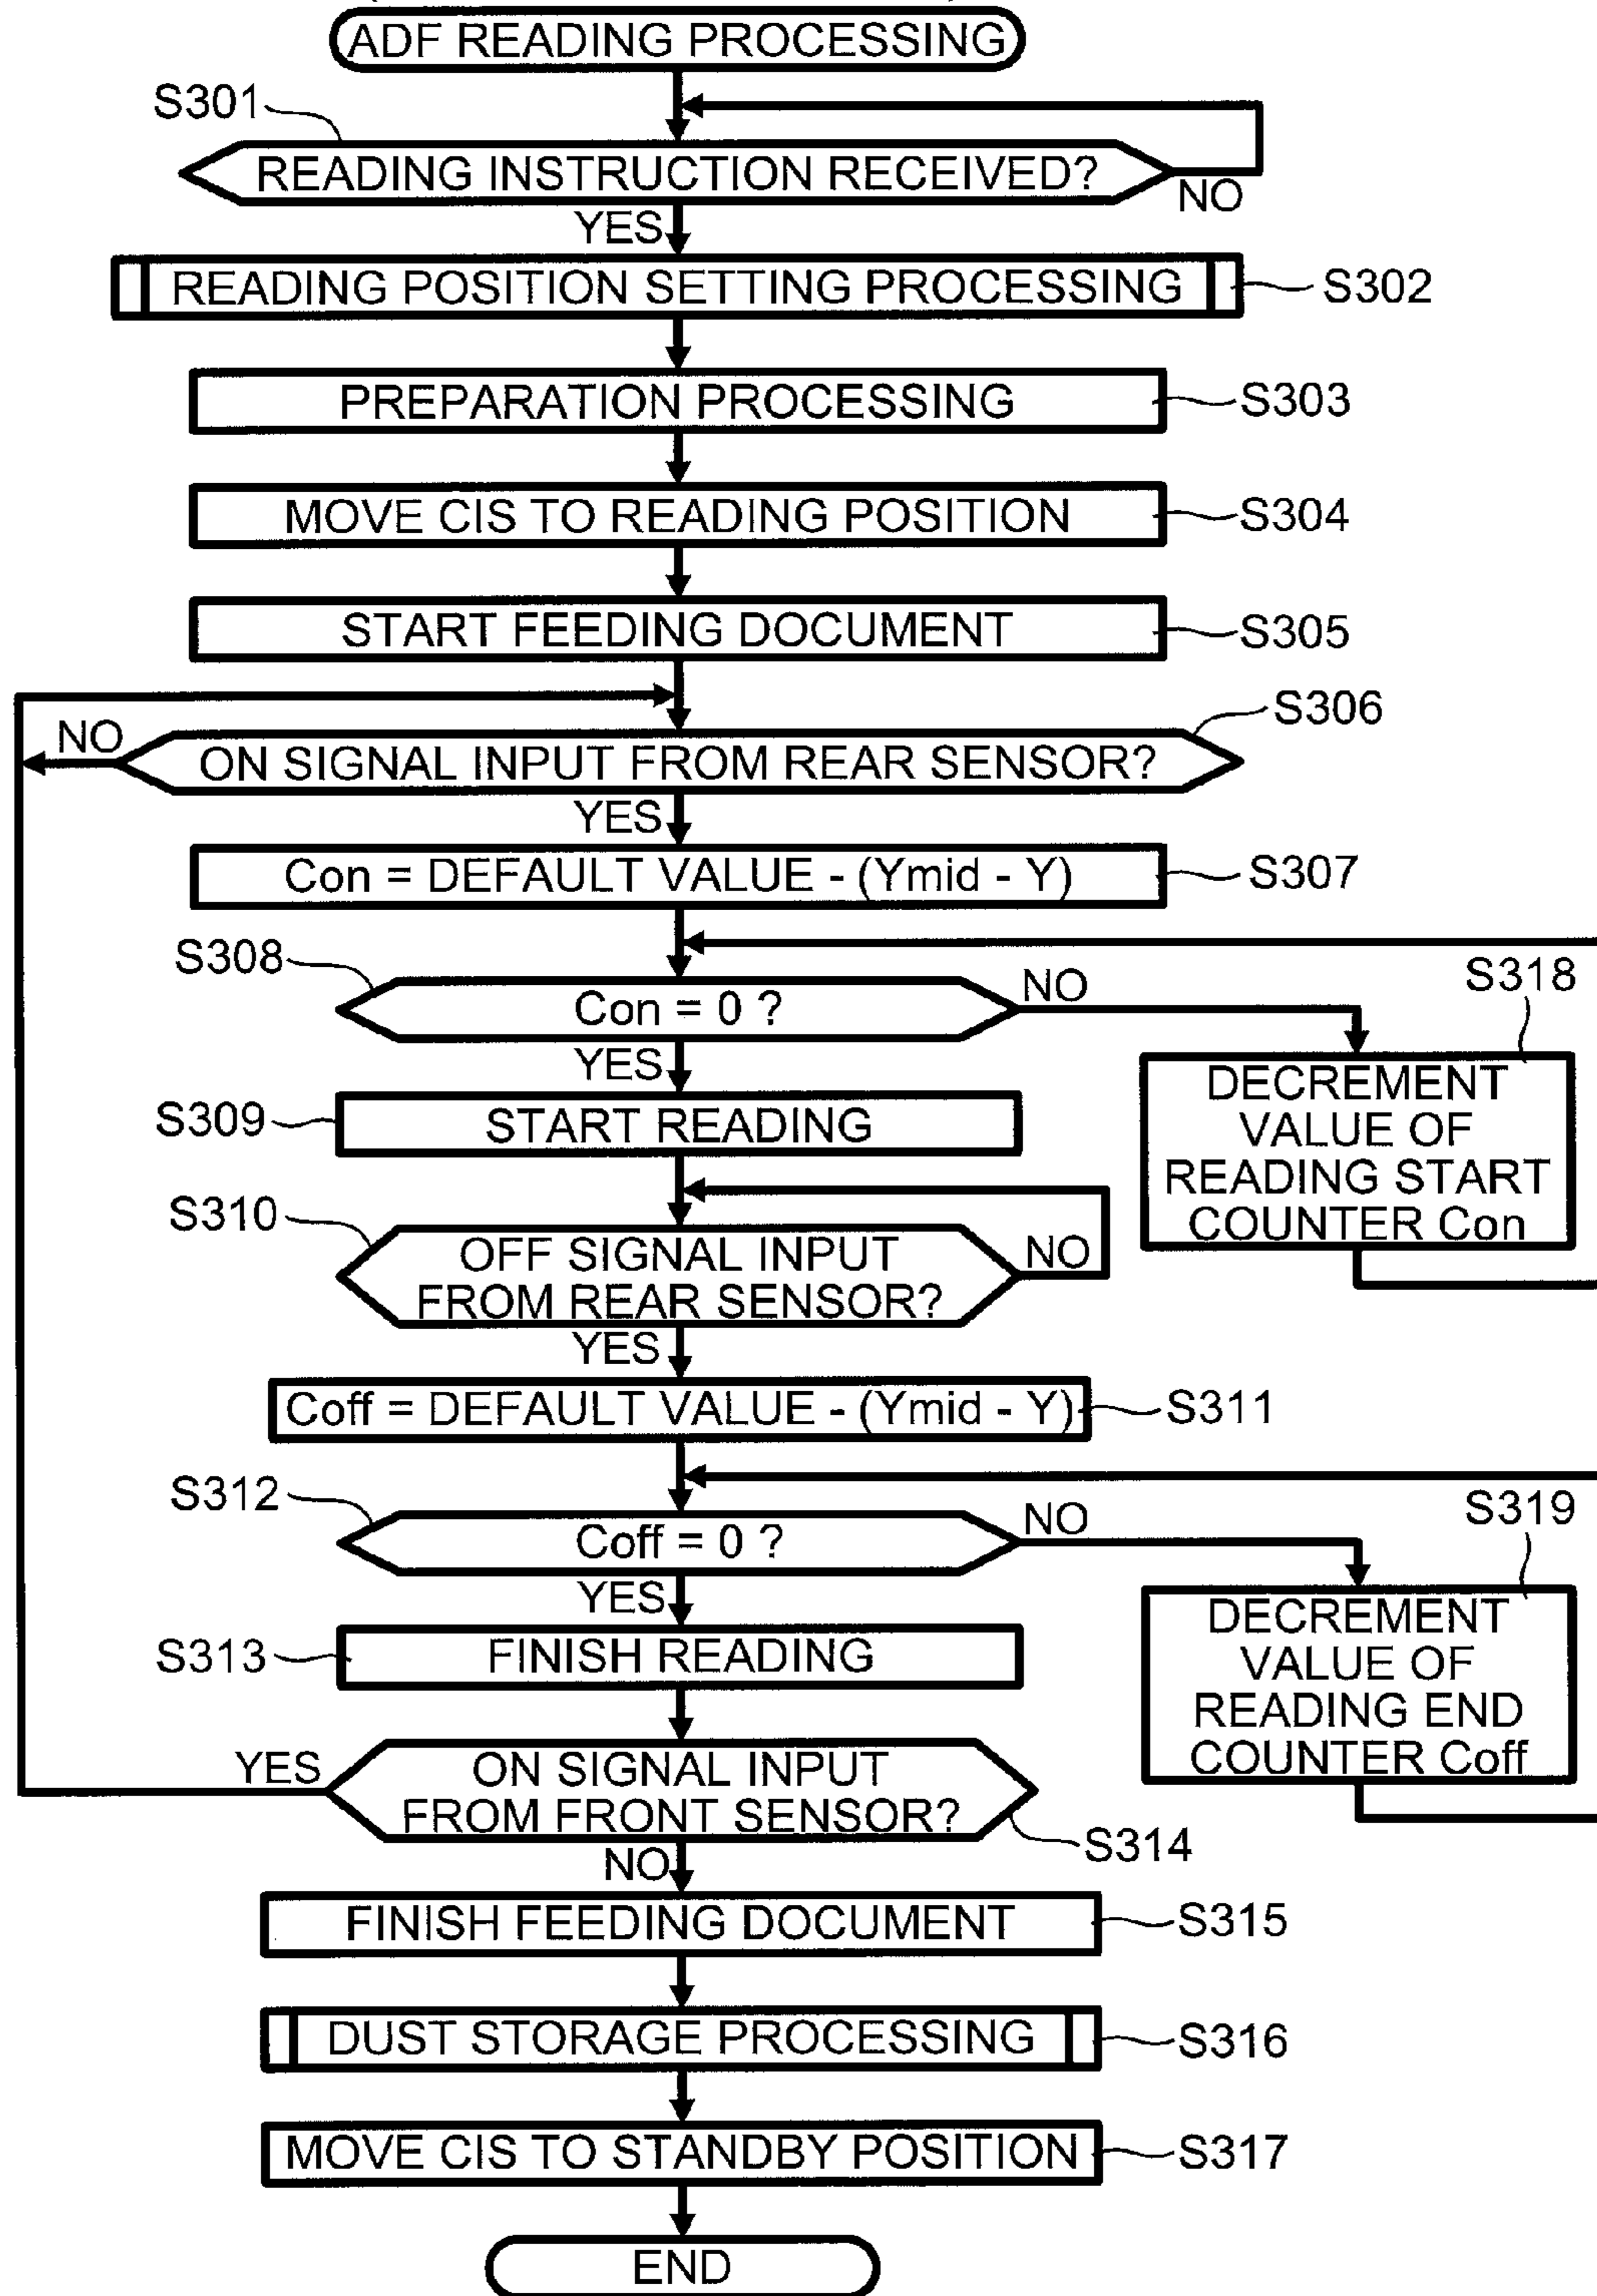 ADF READING PROCESSING
S301
READING INSTRUCTION RECEIVED?
NO
YES
READING POSITION SETTING PROCESSING
S302
PREPARATION PROCESSING
S303
MOVE CIS TO READING POSITION
S304
START FEEDING DOCUMENT
S305
S306
NO
ON SIGNAL INPUT FROM REAR SENSOR?
YES
Con = DEFAULT VALUE - (Ymid - Y)
S307
S308
Con = 0 ?
NO
S318
YES
DECREMENT
VALUE OF
READING START
COUNTER Con
S309
START READING
S310
OFF SIGNAL INPUT
FROM REAR SENSOR?
NO
YES
Coff = DEFAULT VALUE - (Ymid - Y)
S311
S312
Coff = 0 ?
NO
S319
YES
DECREMENT
VALUE OF
READING END
COUNTER Coff
S313
FINISH READING
YES
ON SIGNAL INPUT
FROM FRONT SENSOR?
S314
NO
FINISH FEEDING DOCUMENT
S315
DUST STORAGE PROCESSING
S316
MOVE CIS TO STANDBY POSITION
S317
END